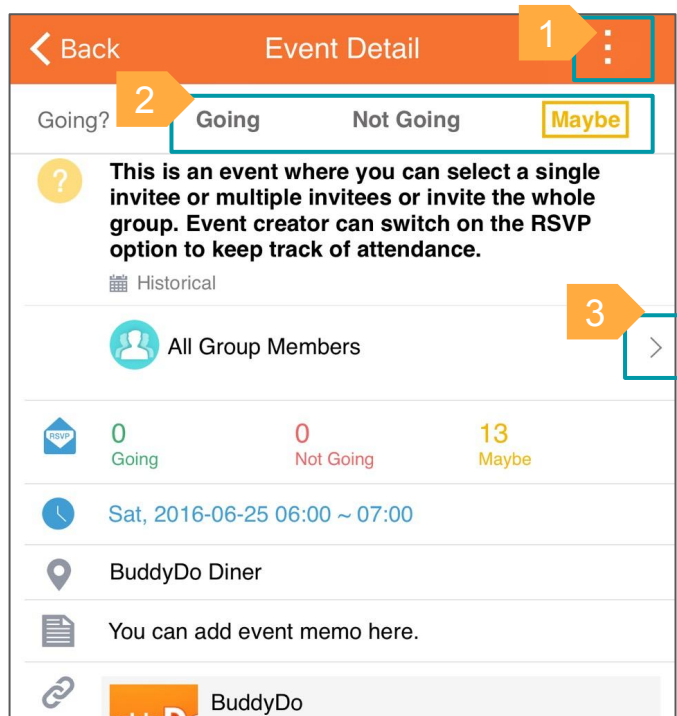 1
Back Event Detail
2
Going? Going Not Going Maybe
? This is an event where you can select a single
invitee or multiple invitees or invite the whole
group. Event creator can switch on the RSVP
option to keep track of attendance.
Historical
3
All Group Members
RSVP 0 0 13
Going Not Going Maybe
Sat, 2016-06-25 06:00 ~ 07:00
BuddyDo Diner
You can add event memo here.
BuddyDo